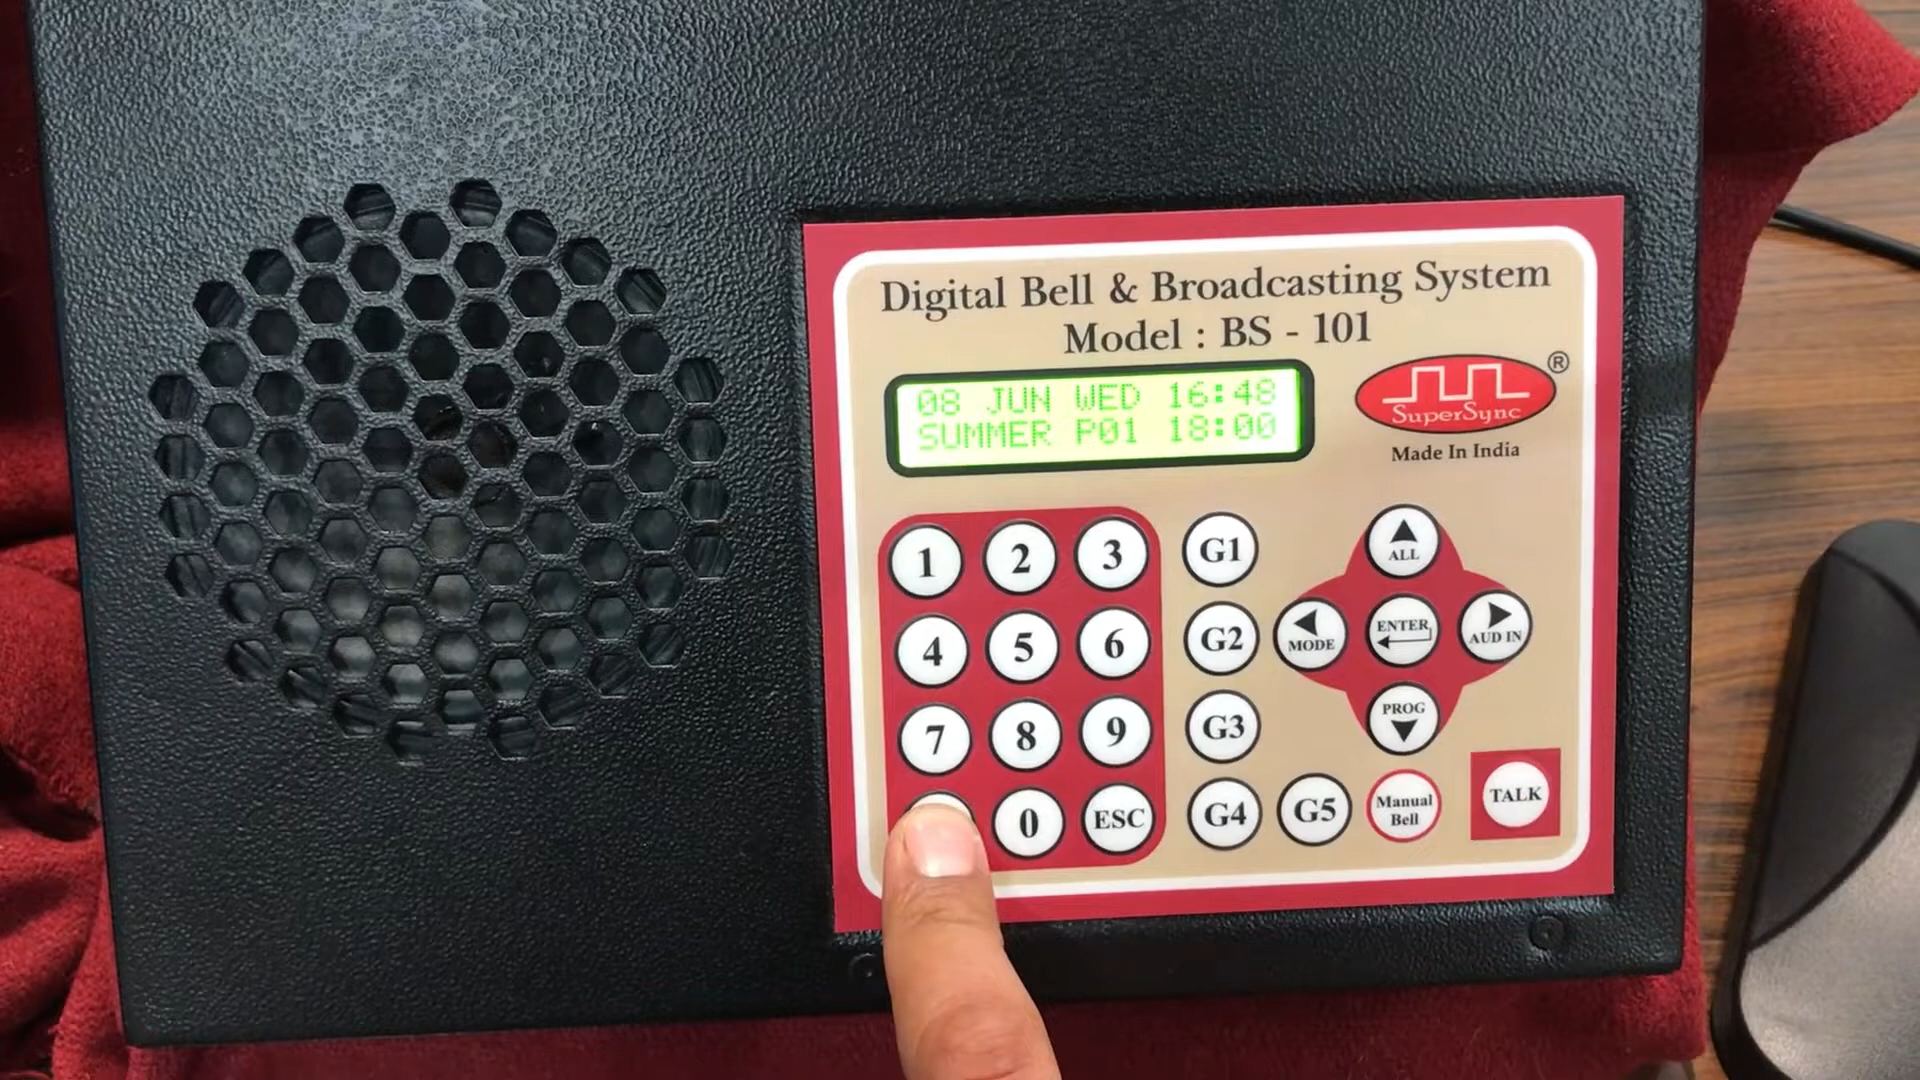 Digital Bell & Broadcasting System
Model : BS - 101
08 JUN WED 16:48
SUMMER P01 18:00
SuperSync
®
Made In India
1 2 3 G1
ALL
4 5 6 G2
MODE
ENTER
AUD IN
7 8 9 G3
PROG
0 ESC G4 G5
Manual
Bell
TALK